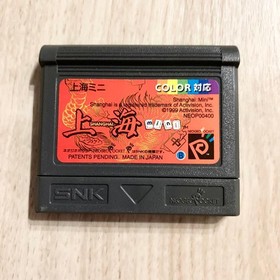 上海ミニ
COLOR 対応
Shanghai Mini™
Shanghai is a registered trademark of Activision, Inc.
©1999 Activision, Inc.
NEOP00400
上海
SHANGHAI
mini
PATENTS PENDING. MADE IN JAPAN
SNK